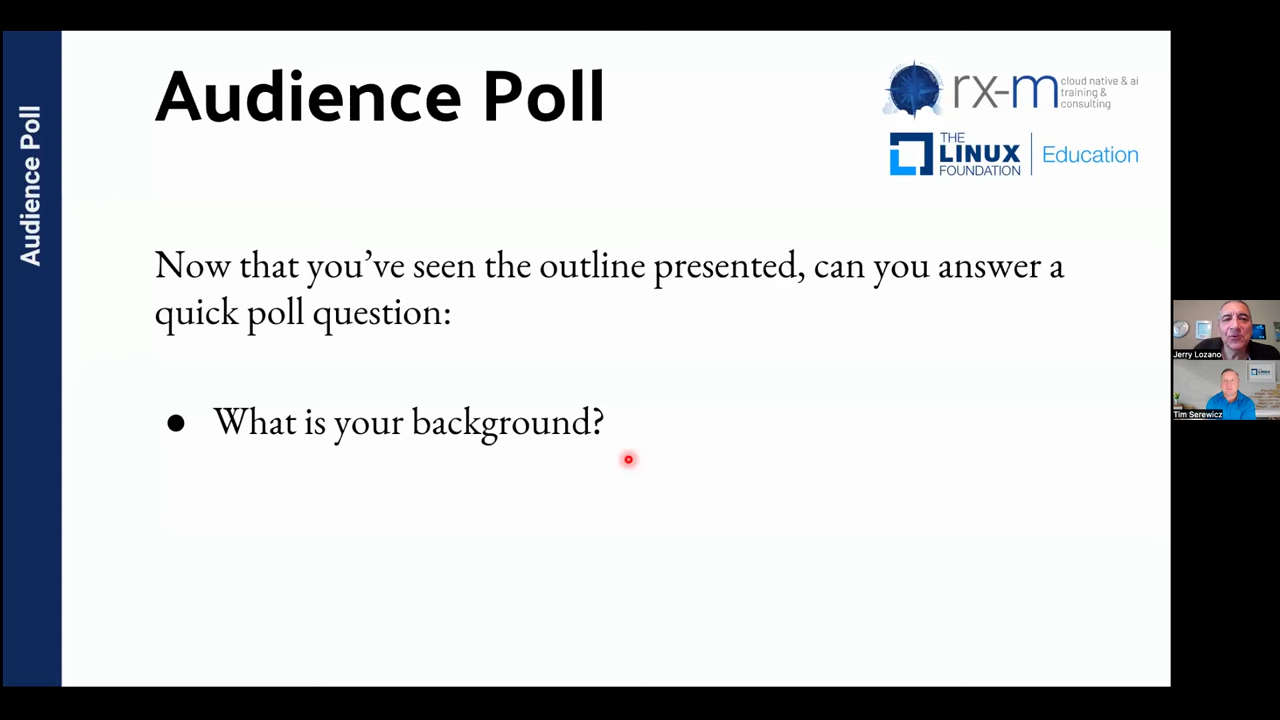 Audience Poll
Audience Poll
rx-m
cloud native & ai
training &
consulting
THE
LINUX
FOUNDATION
Education
Now that you’ve seen the outline presented, can you answer a
quick poll question:
● What is your background?
Jerry Lozano
LINUX
Tim Serewicz